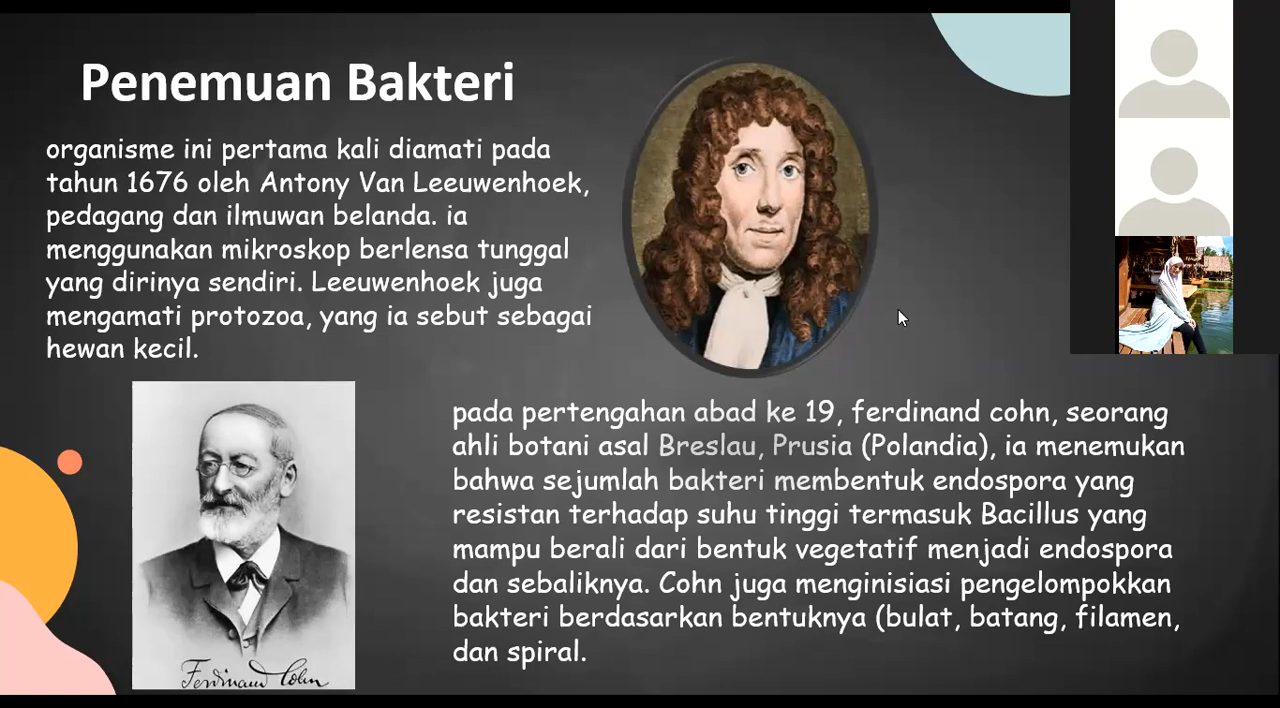 Penemuan Bakteri
organisme ini pertama kali diamati pada
tahun 1676 oleh Antony Van Leeuwenhoek,
pedagang dan ilmuwan belanda. ia
menggunakan mikroskop berlensa tunggal
yang dirinya sendiri. Leeuwenhoek juga
mengamati protozoa, yang ia sebut sebagai
hewan kecil.
pada pertengahan abad ke 19, ferdinand cohn, seorang
ahli botani asal Breslau, Prusia (Polandia), ia menemukan
bahwa sejumlah bakteri membentuk endospora yang
resistan terhadap suhu tinggi termasuk Bacillus yang
mampu berali dari bentuk vegetatif menjadi endospora
dan sebaliknya. Cohn juga menginisiasi pengelompokkan
bakteri berdasarkan bentuknya (bulat, batang, filamen,
dan spiral.
Ferdinand Cohn